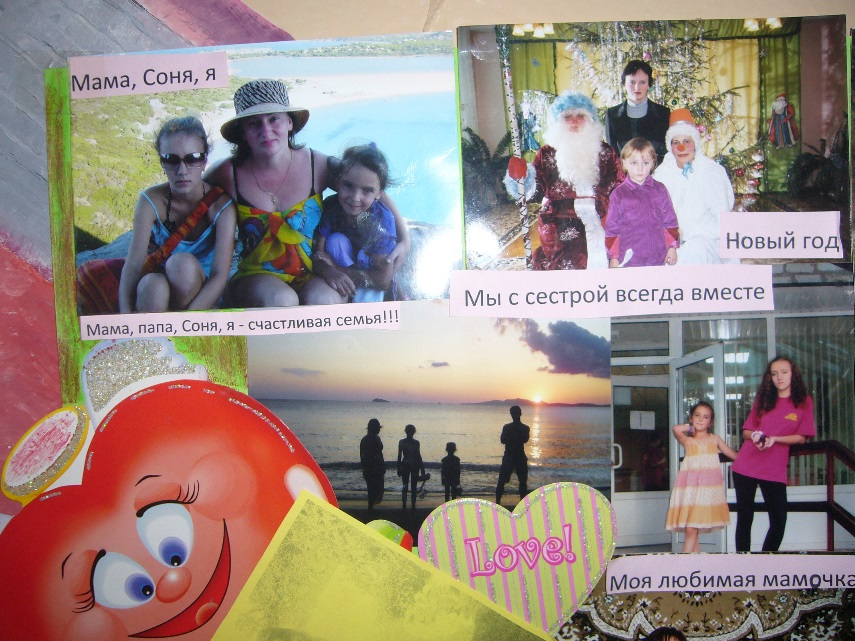 Мама, Соня, я
Новый год
Мы с сестрой всегда вместе
Мама, папа, Соня, я - счастливая семья!!!
Love!
Моя любимая мамочка